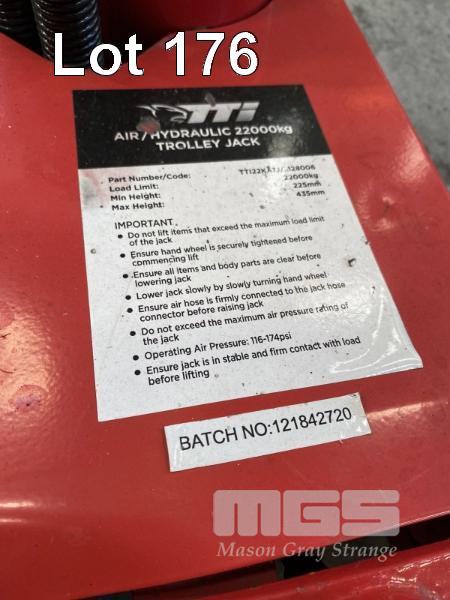 Lot 176
TTi
AIR/HYDRAULIC 22000kg
TROLLEY JACK
Part Number/Code:
Load Limit: 22000kg
Min Height: 225mm
Max Height: 435mm
IMPORTANT
• Do not lift items that exceed the maximum load limit
of the jack
• Ensure hand wheel is securely tightened before
commencing lift
• Ensure all items and body parts are clear before
lowering jack
• Lower jack slowly by slowly turning hand wheel
• Ensure air hose is firmly connected to the jack hose
connector before raising jack
• Do not exceed the maximum air pressure rating of
the jack
• Operating Air Pressure: 116-174psi
• Ensure jack is in stable and firm contact with load
before lifting
BATCH NO:121842720
MGS
Mason Gray Strange